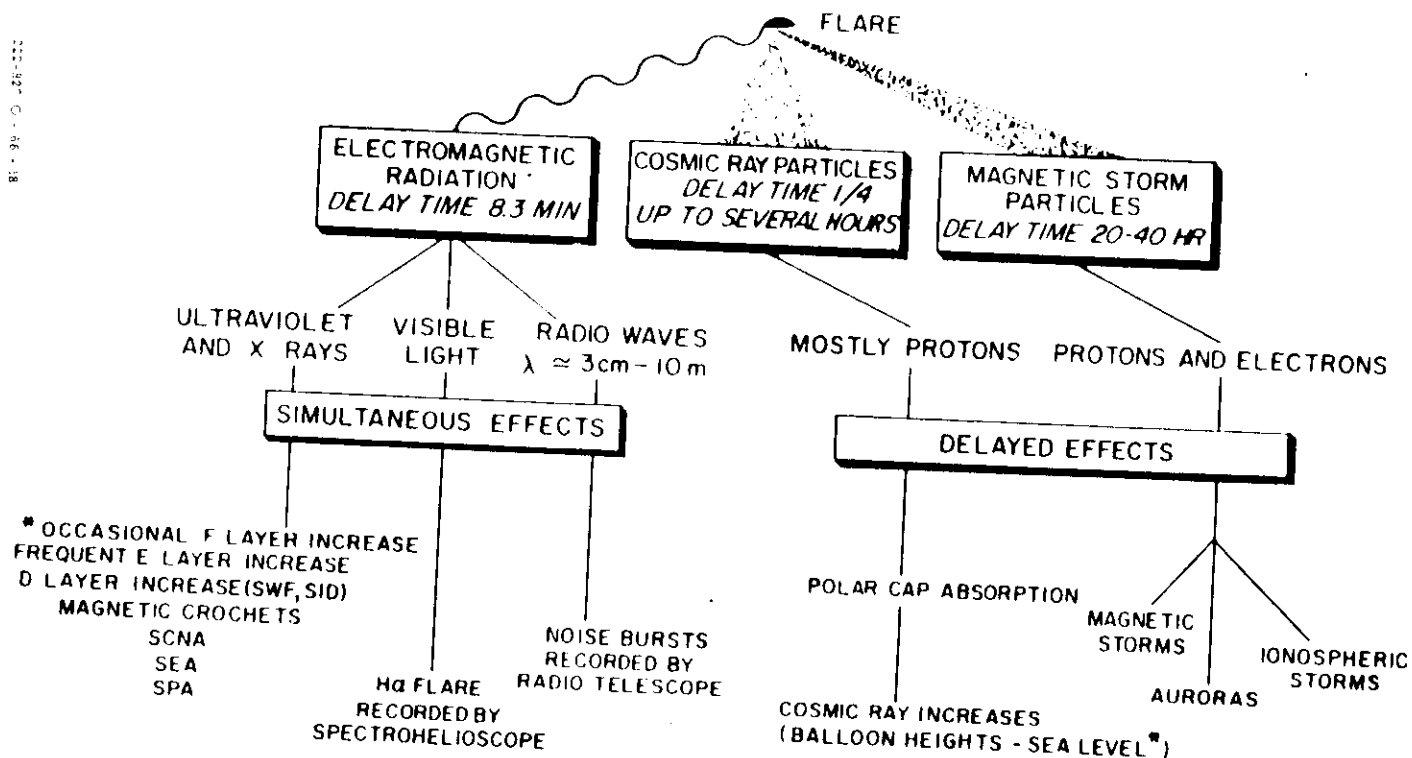 FLARE
ELECTROMAGNETIC
RADIATION
DELAY TIME 8.3 MIN
COSMIC RAY PARTICLES
DELAY TIME 1/4
UP TO SEVERAL HOURS
MAGNETIC STORM
PARTICLES
DELAY TIME 20-40 HR
ULTRAVIOLET
AND X RAYS
VISIBLE
LIGHT
RADIO WAVES
λ ≃ 3cm-10m
MOSTLY PROTONS
PROTONS AND ELECTRONS
SIMULTANEOUS EFFECTS
DELAYED EFFECTS
*OCCASIONAL F LAYER INCREASE
FREQUENT E LAYER INCREASE
D LAYER INCREASE(SWF, SID)
MAGNETIC CROCHETS
SCNA
SEA
SPA
Hα FLARE
RECORDED BY
SPECTROHELIOSCOPE
NOISE BURSTS
RECORDED BY
RADIO TELESCOPE
POLAR CAP ABSORPTION
COSMIC RAY INCREASES
(BALLOON HEIGHTS - SEA LEVEL*)
MAGNETIC
STORMS
AURORAS
IONOSPHERIC
STORMS